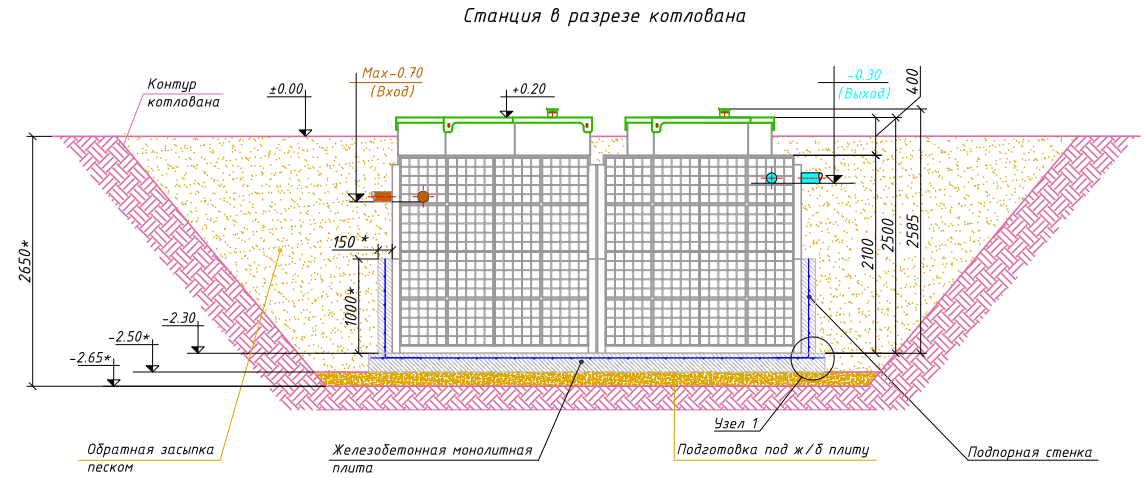 Станция в разрезе котлована
Контур
котлована
±0.00
Max-0.70
(Вход)
+0.20
-0.30
(Выход)
400
2650*
150*
1000*
2100
2500
2585
-2.30
-2.50*
-2.65*
Обратная засыпка
песком
Железобетонная монолитная
плита
Узел 1
Подготовка под ж/б плиту
Подпорная стенка